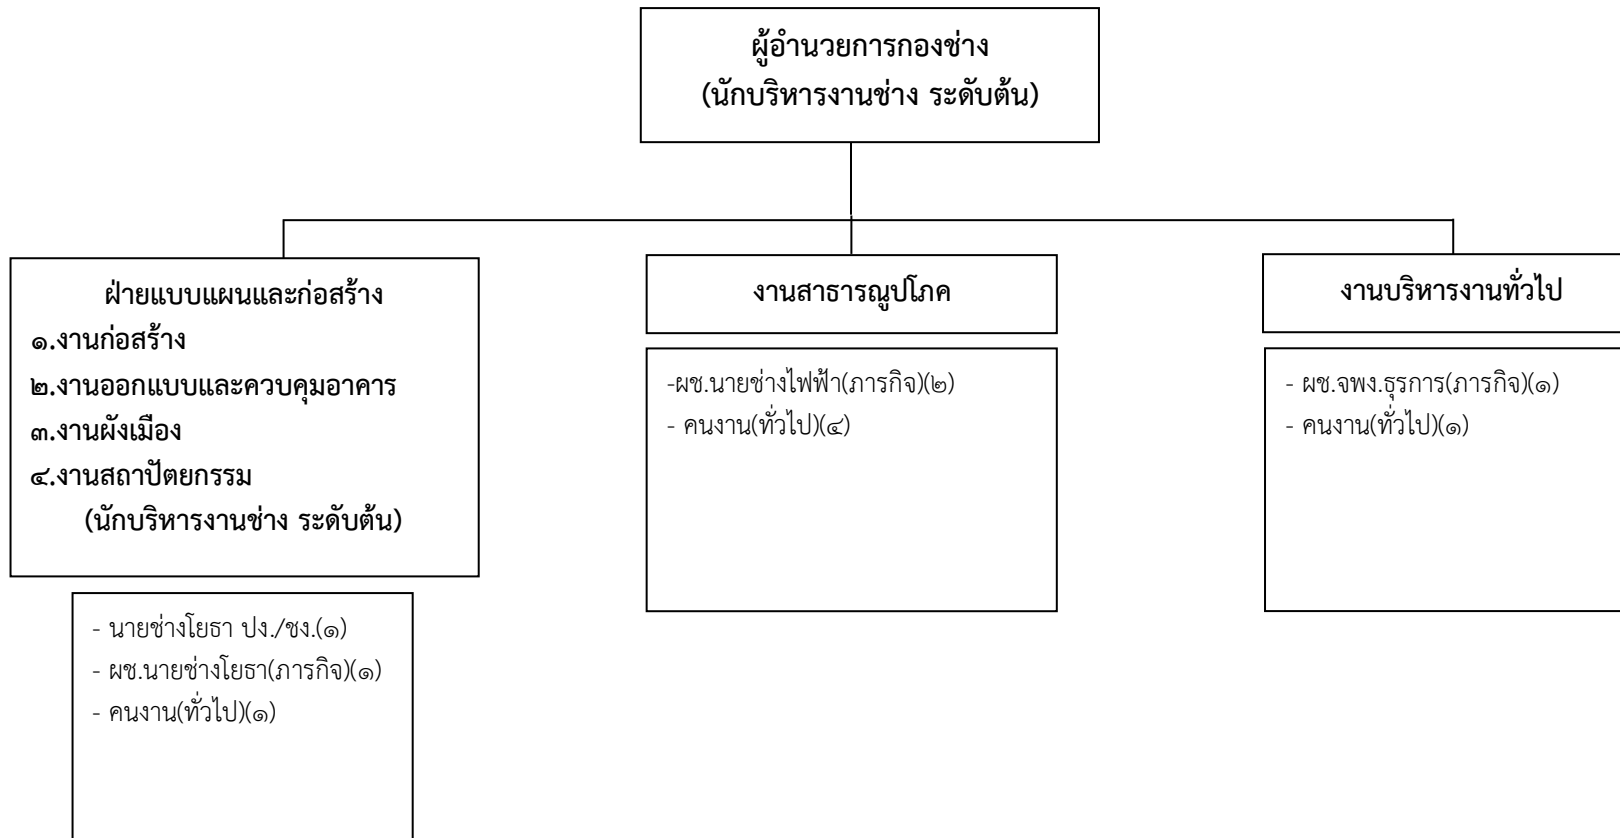 ผู้อำนวยการกองช่าง
(นักบริหารงานช่าง ระดับต้น)
ฝ่ายแบบแผนและก่อสร้าง
๑.งานก่อสร้าง
๒.งานออกแบบและควบคุมอาคาร
๓.งานผังเมือง
๔.งานสถาปัตยกรรม
(นักบริหารงานช่าง ระดับต้น)
- นายช่างโยธา ปง./ชง.(๑)
- ผช.นายช่างโยธา(ภารกิจ)(๑)
- คนงาน(ทั่วไป)(๑)
งานสาธารณูปโภค
-ผช.นายช่างไฟฟ้า(ภารกิจ)(๒)
- คนงาน(ทั่วไป)(๔)
งานบริหารงานทั่วไป
- ผช.จพง.ธุรการ(ภารกิจ)(๑)
- คนงาน(ทั่วไป)(๑)